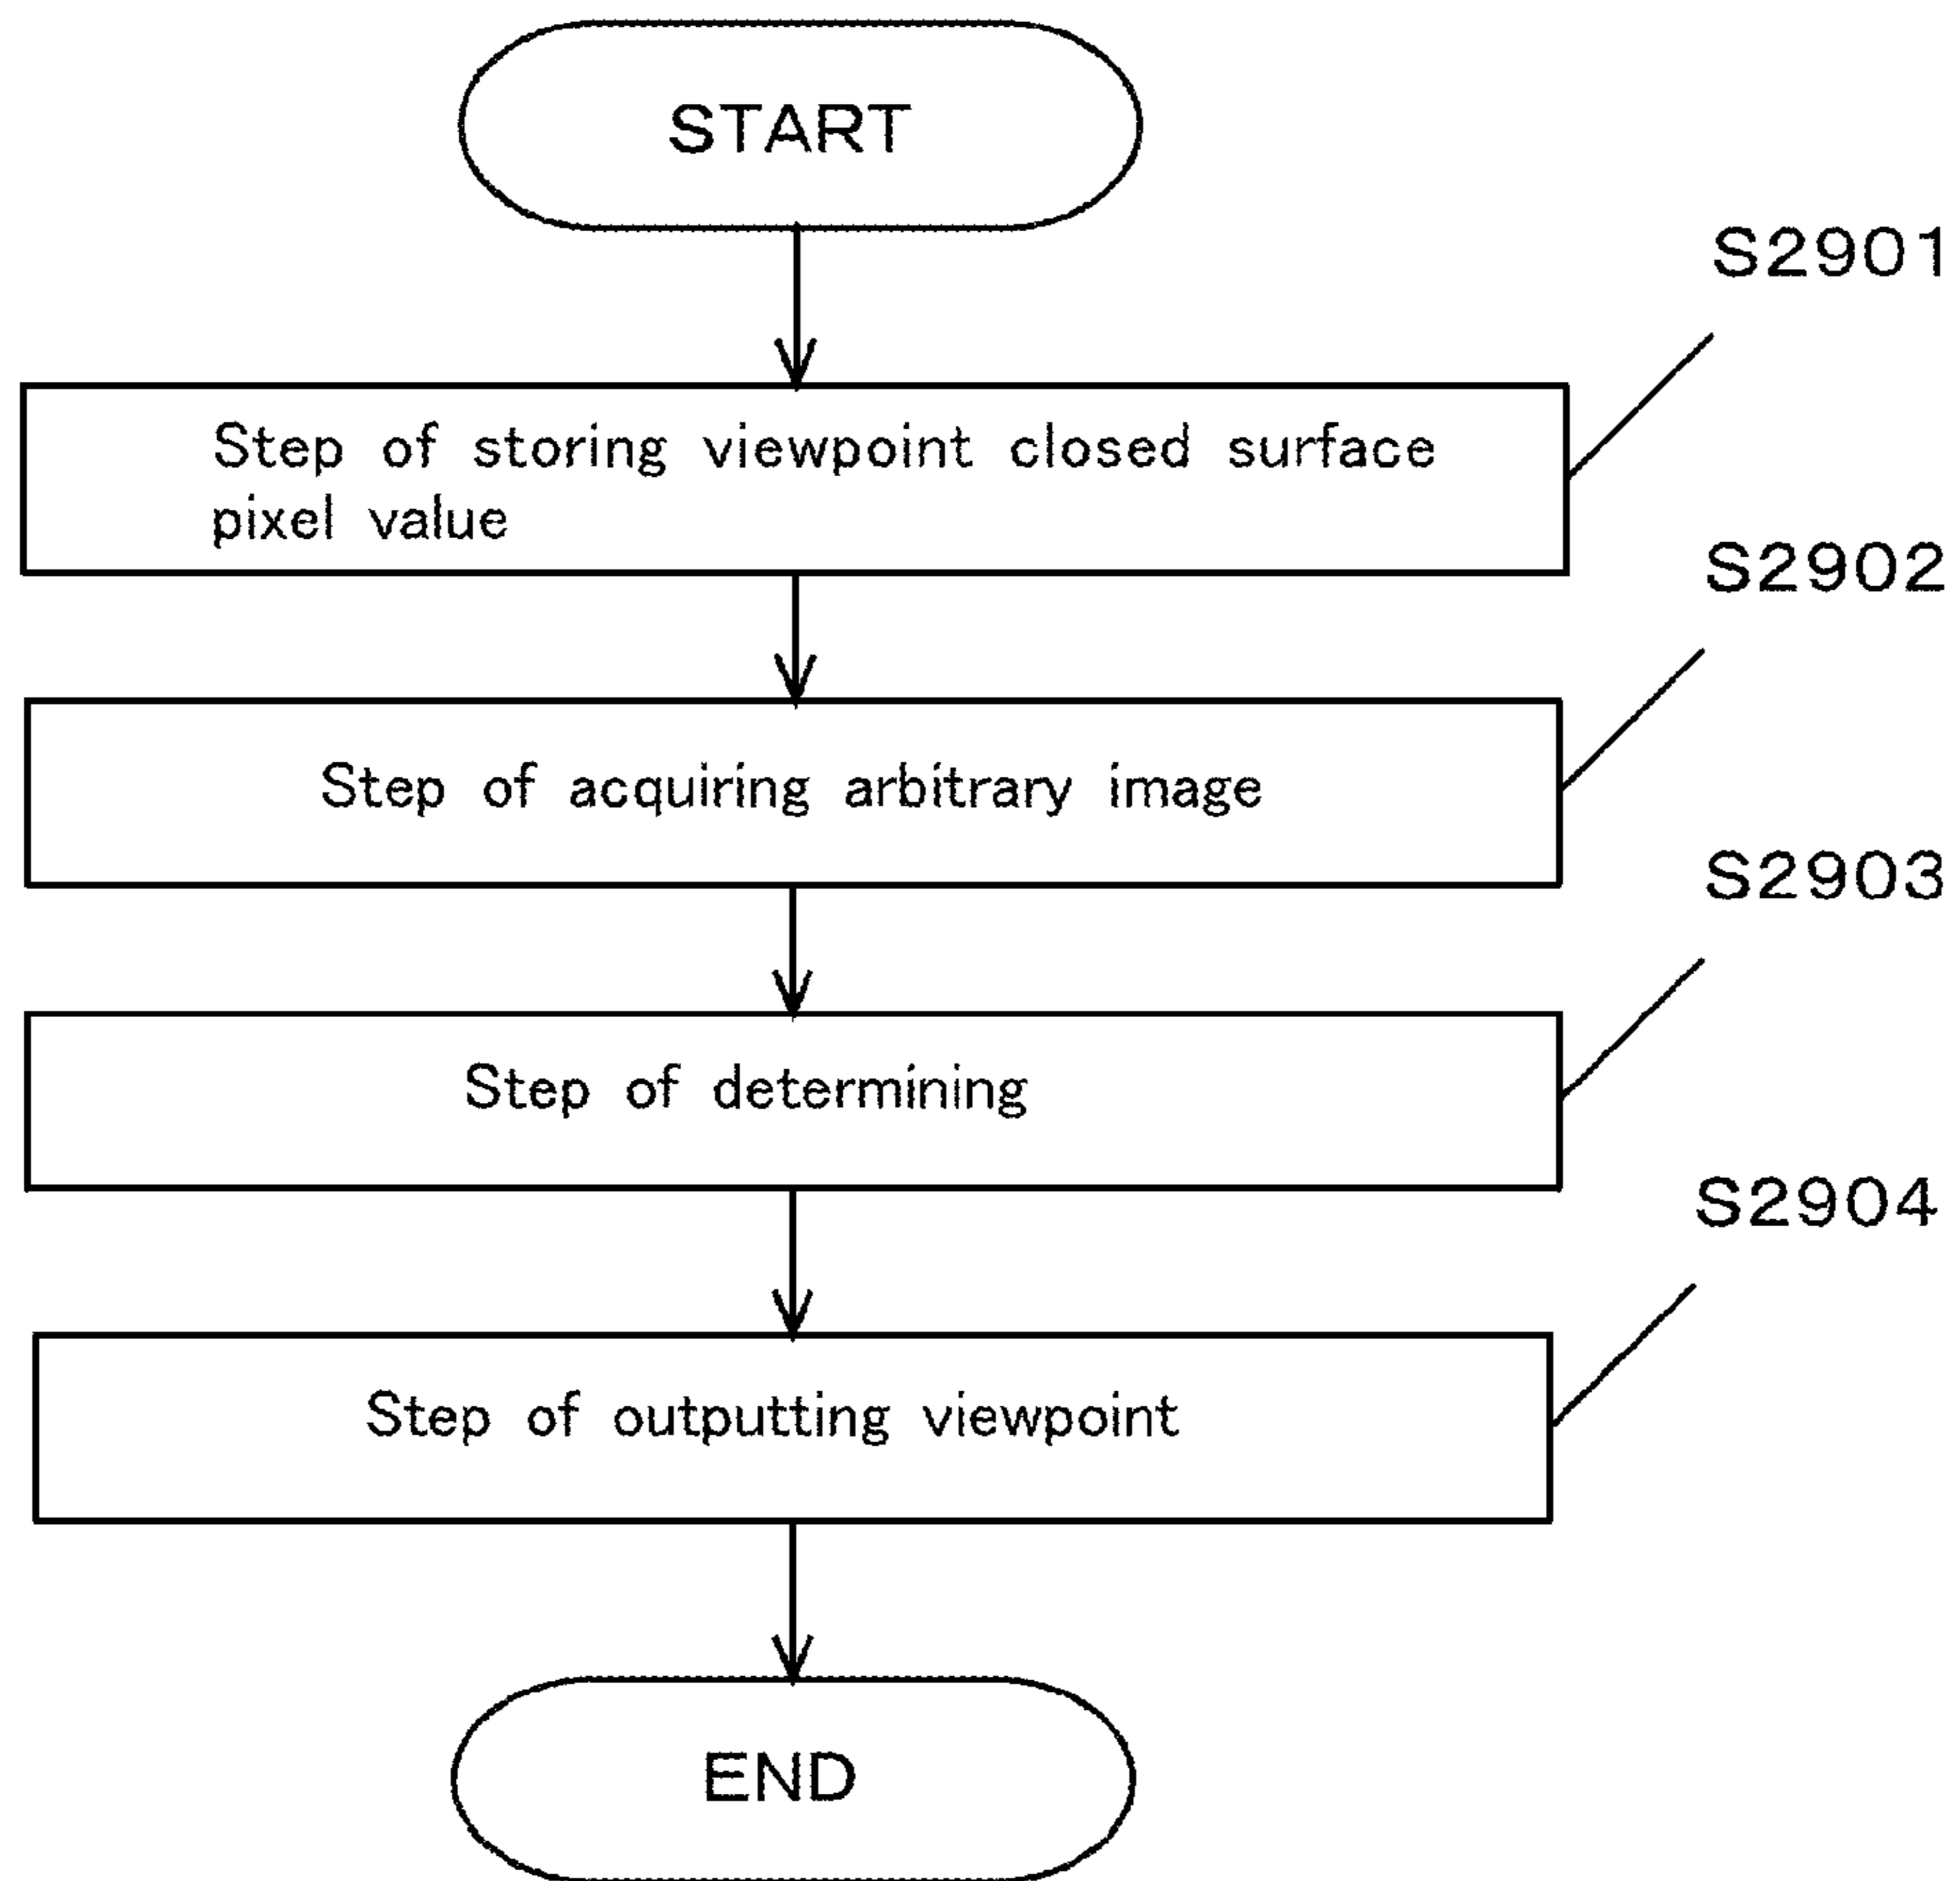 START
S2901
Step of storing viewpoint closed surface
pixel value
S2902
Step of acquiring arbitrary image
S2903
Step of determining
S2904
Step of outputting viewpoint
END